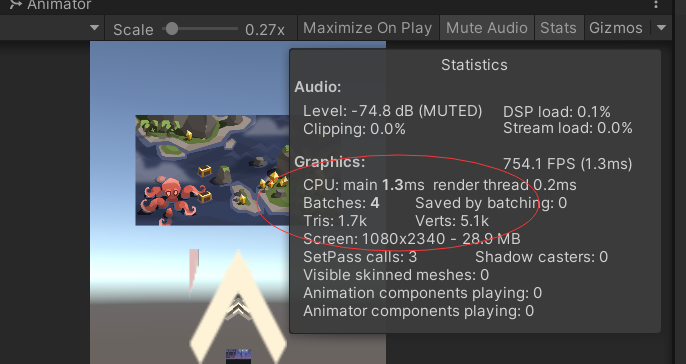 Animator
Scale 0.27x Maximize On Play Mute Audio Stats Gizmos
Statistics
Audio:
Level: -74.8 dB (MUTED) DSP load: 0.1%
Clipping: 0.0% Stream load: 0.0%
Graphics: 754.1 FPS (1.3ms)
CPU: main 1.3ms render thread 0.2ms
Batches: 4 Saved by batching: 0
Tris: 1.7k Verts: 5.1k
Screen: 1080x2340 - 28.9 MB
SetPass calls: 3 Shadow casters: 0
Visible skinned meshes: 0
Animation components playing: 0
Animator components playing: 0